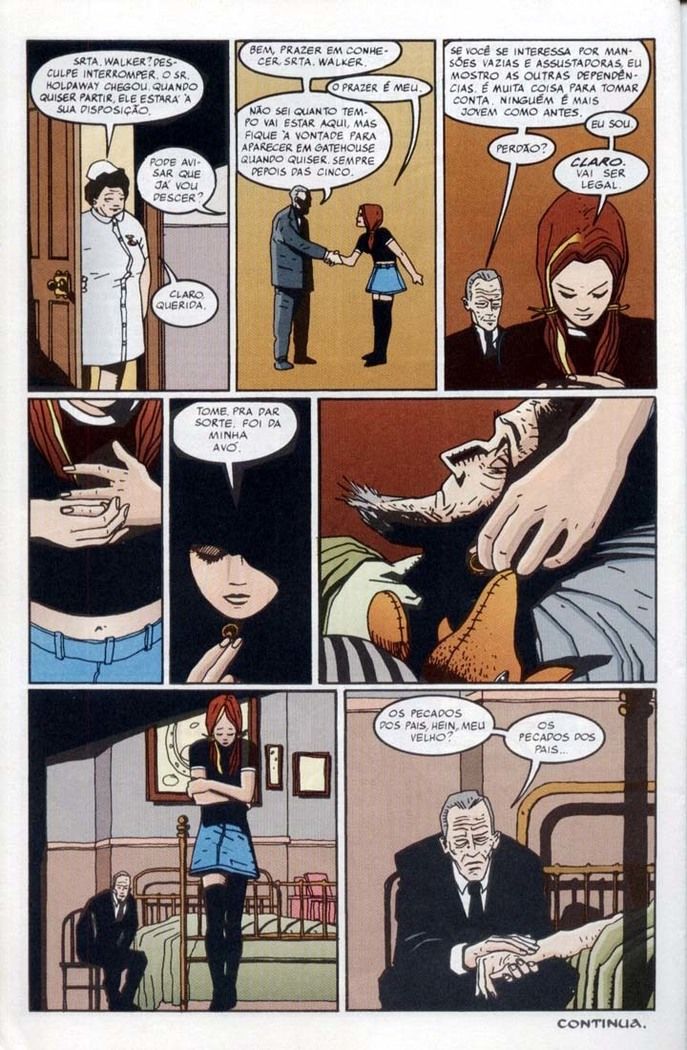 SRTA. WALKER? DES-
CULPE INTERROMPER. O SR.
HOLDAWAY CHEGOU. QUANDO
QUISER PARTIR, ELE ESTARÁ À
SUA DISPOSIÇÃO.
PODE AVI-
SAR QUE
JÁ VOU
DESCER?
CLARO,
QUERIDA.
BEM, PRAZER EM CONHE-
CER, SRTA. WALKER.
O PRAZER É MEU.
NÃO SEI QUANTO TEM-
PO VAI ESTAR AQUI, MAS
FIQUE À VONTADE PARA
APARECER EM GATEHOUSE
QUANDO QUISER. SEMPRE
DEPOIS DAS CINCO.
SE VOCÊ SE INTERESSA POR MAN-
SÕES VAZIAS E ASSUSTADORAS, EU
MOSTRO AS OUTRAS DEPENDÊN-
CIAS. É MUITA COISA PARA TOMAR
CONTA. NINGUÉM É MAIS
JOVEM COMO ANTES.
EU SOU.
PERDÃO?
CLARO.
VAI SER
LEGAL.
TOME, PRA DAR
SORTE. FOI DA
MINHA
AVÓ.
OS PECADOS
DOS PAIS, HEIN, MEU
VELHO?
OS
PECADOS DOS
PAIS...
CONTINUA.